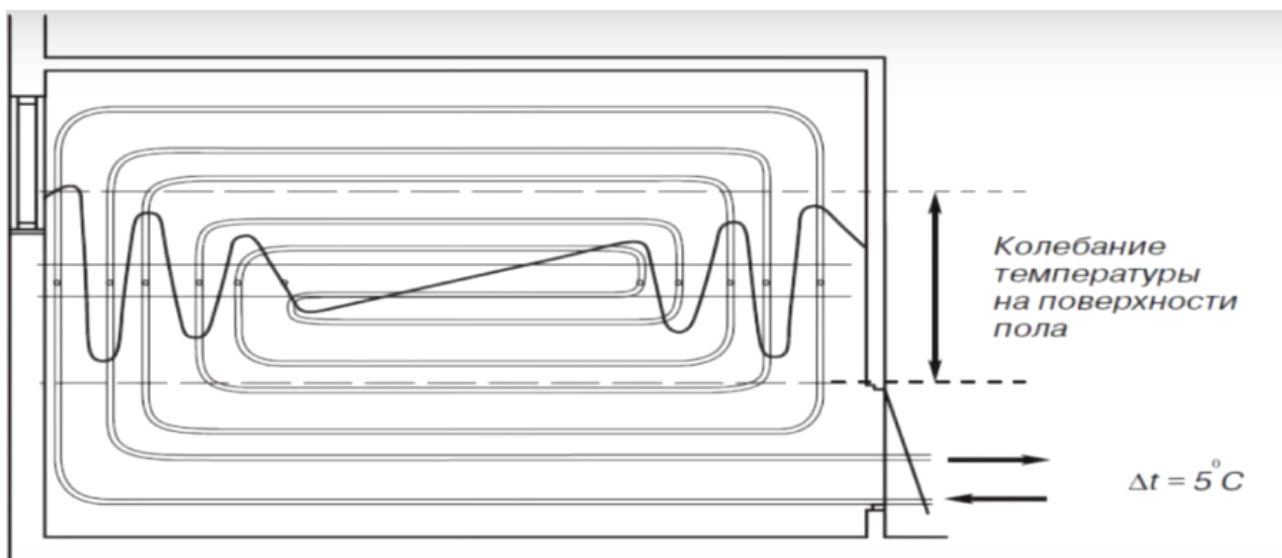 Колебание
температуры
на поверхности
пола
Δt = 5°C